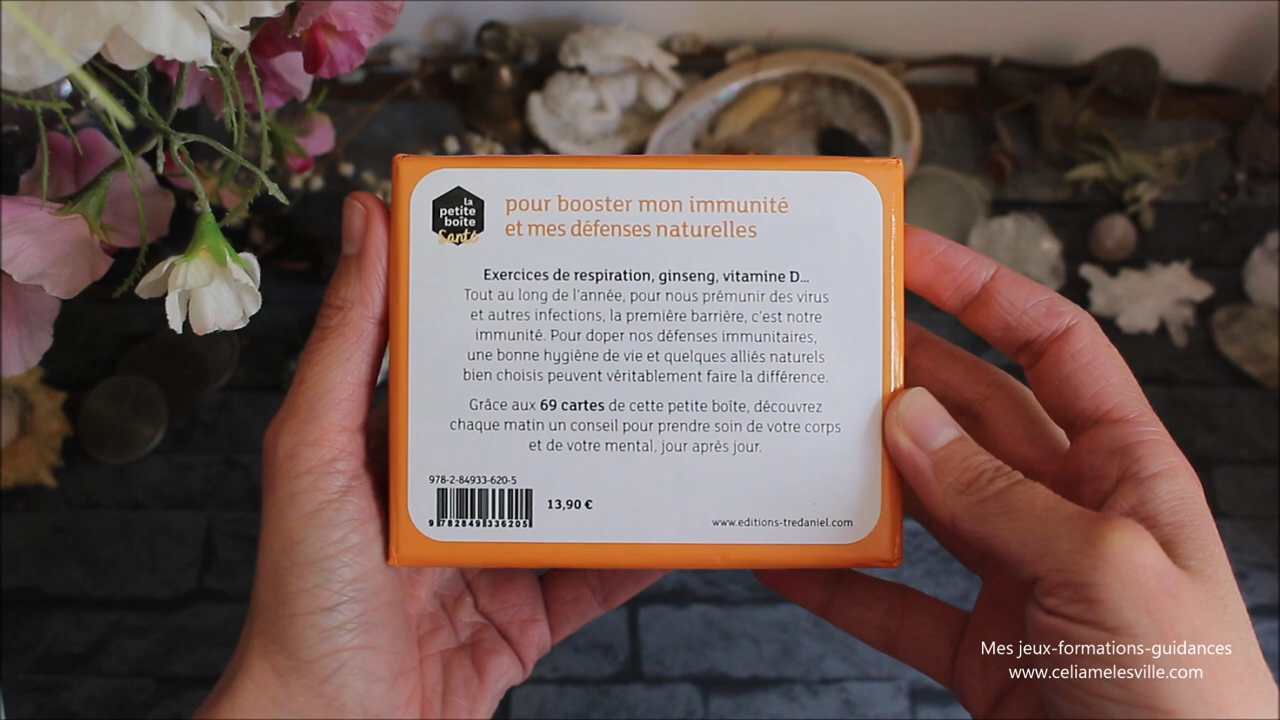 la
petite
boîte
Santé
pour booster mon immunité
et mes défenses naturelles
Exercices de respiration, ginseng, vitamine D...
Tout au long de l'année, pour nous prémunir des virus
et autres infections, la première barrière, c'est notre
immunité. Pour doper nos défenses immunitaires,
une bonne hygiène de vie et quelques alliés naturels
bien choisis peuvent véritablement faire la différence.
Grâce aux 69 cartes de cette petite boîte, découvrez
chaque matin un conseil pour prendre soin de votre corps
et de votre mental, jour après jour.
978-2-84933-620-5
9 782849 336205
13,90 €
www.editions-tredaniel.com
Mes jeux-formations-guidances
www.celiamelesville.com